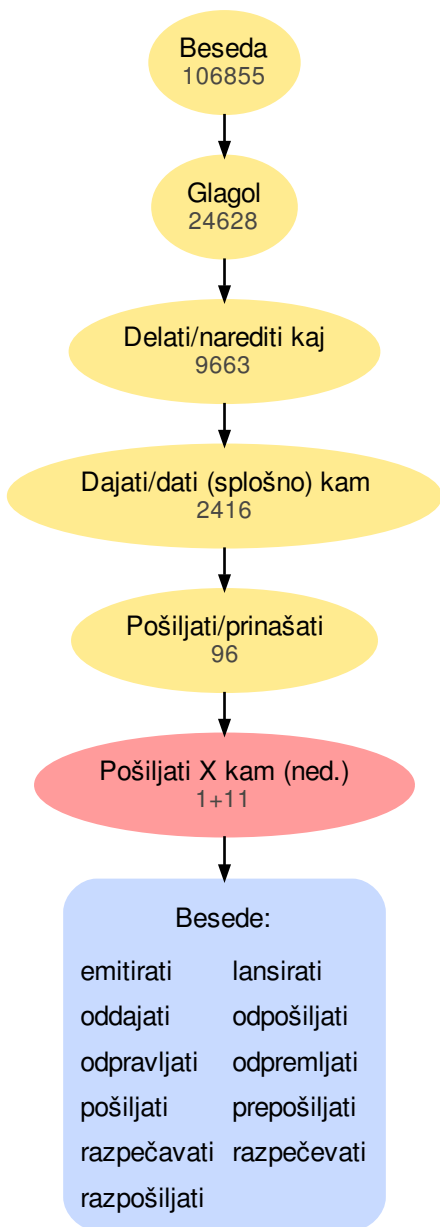 Beseda
106855
Glagol
24628
Delati/narediti kaj
9663
Dajati/dati (splošno) kam
2416
Pošiljati/prinašati
96
Pošiljati X kam (ned.)
1+11
Besede:
emitirati lansirati
oddajati odpošiljati
odpravljati odpremljati
pošiljati prepošiljati
razpečavati razpečevati
razpošiljati